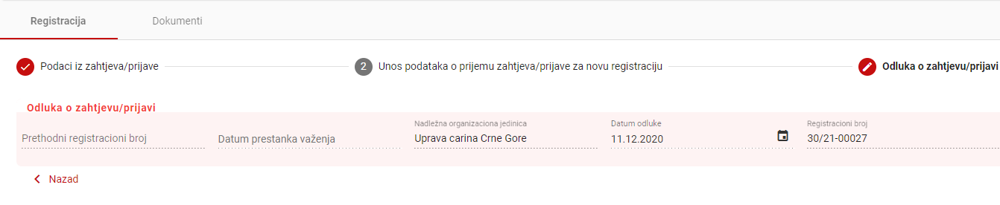 Registracija Dokumenti
Podaci iz zahtjeva/prijave 2 Unos podataka o prijemu zahtjeva/prijave za novu registraciju Odluka o zahtjevu/prijavi
Odluka o zahtjevu/prijavi
Nadležna organizaciona jedinica Datum odluke Registracioni broj
Prethodni registracioni broj Datum prestanka važenja Uprava carina Crne Gore 11.12.2020 30/21-00027
Nazad